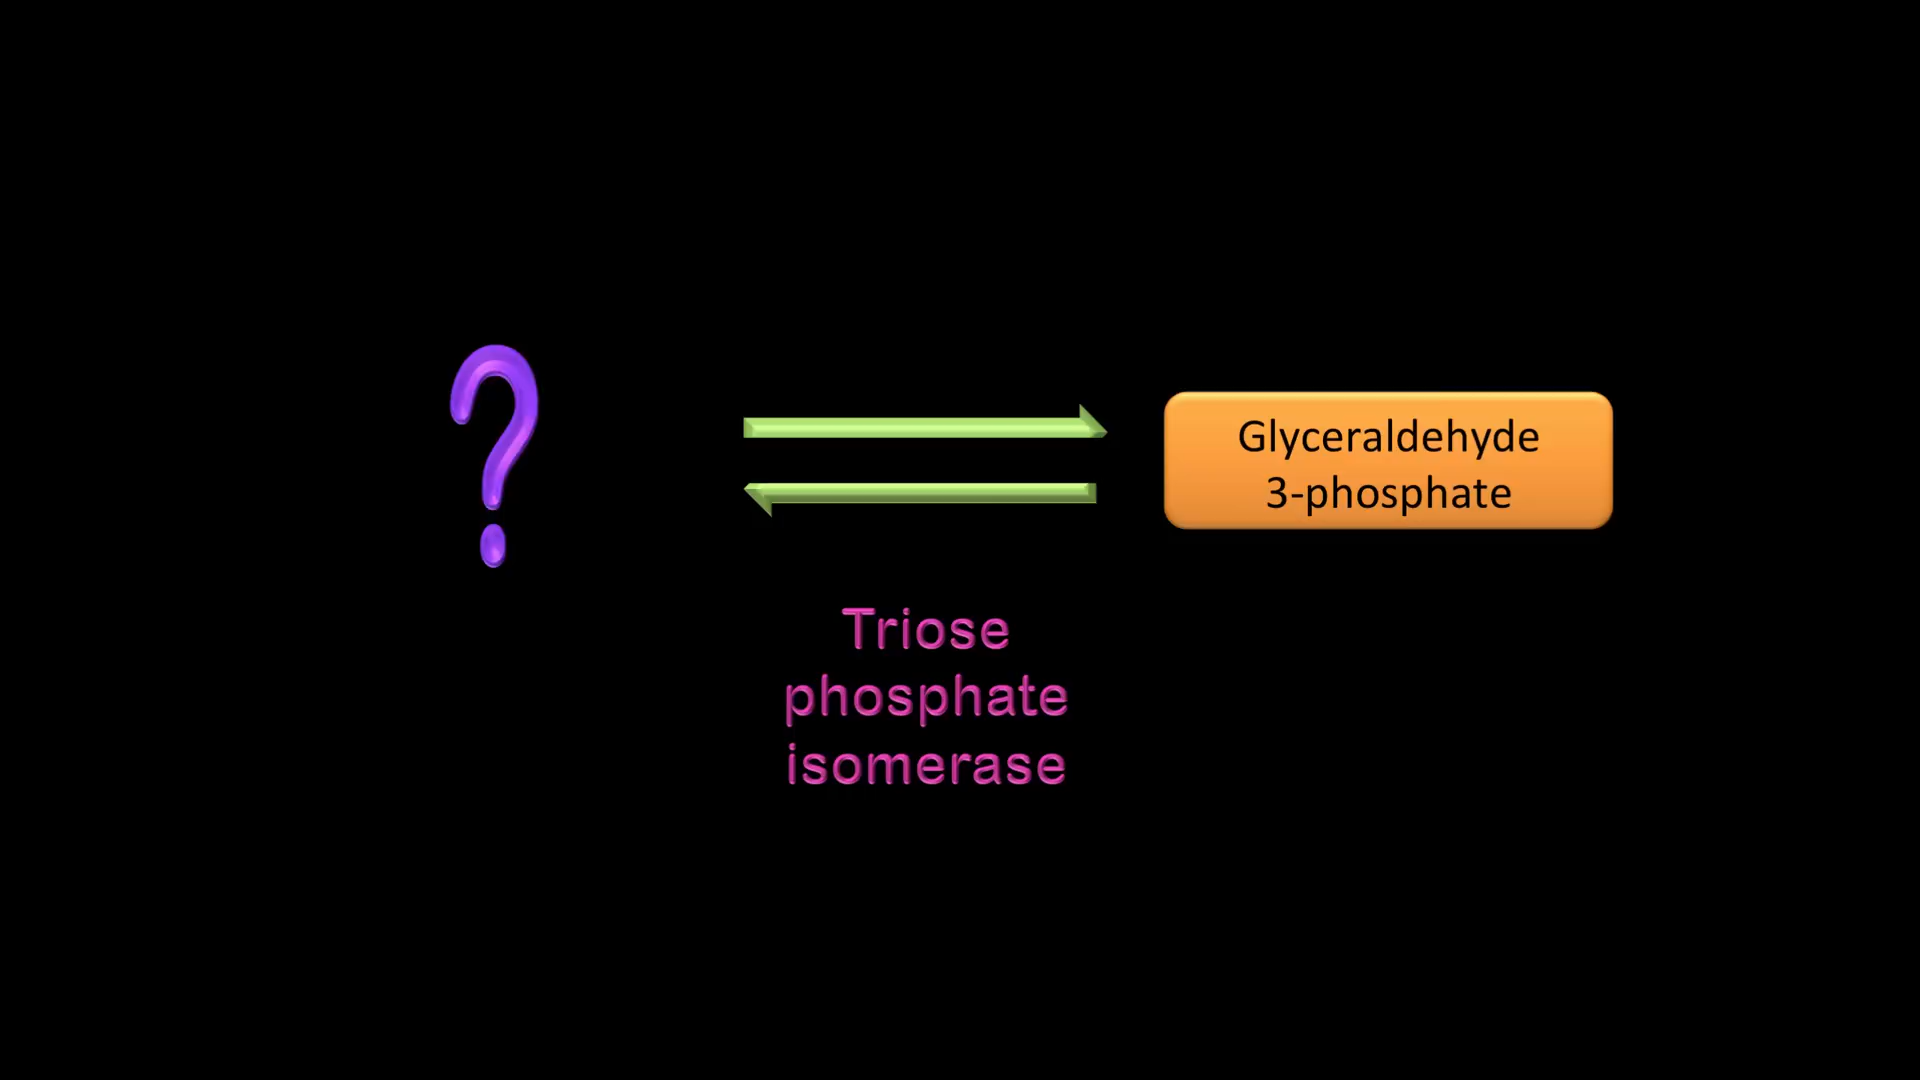 ?
Glyceraldehyde
3-phosphate
Triose
phosphate
isomerase